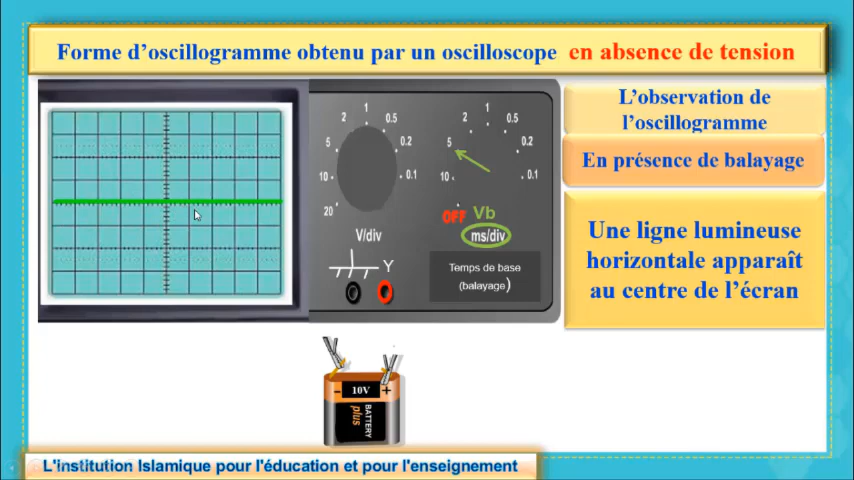 Forme d'oscillogramme obtenu par un oscilloscope en absence de tension
L'observation de
l'oscillogramme
En présence de balayage
Une ligne lumineuse
horizontale apparaît
au centre de l'écran
1
2 0.5
5 0.2
10 0.1
20
V/div
Y
1
2 0.5
5 0.2
10 0.1
OFF Vb
ms/div
Temps de base
(balayage)
- 10V +
BATTERY
plus
L'institution Islamique pour l'éducation et pour l'enseignement